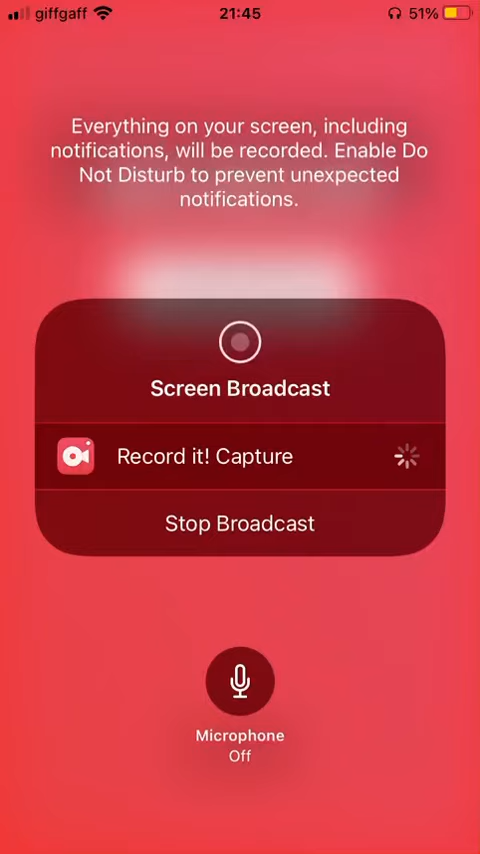 giffgaff 21:45 51%
Everything on your screen, including
notifications, will be recorded. Enable Do
Not Disturb to prevent unexpected
notifications.
Screen Broadcast
Record it! Capture
Stop Broadcast
Microphone
Off